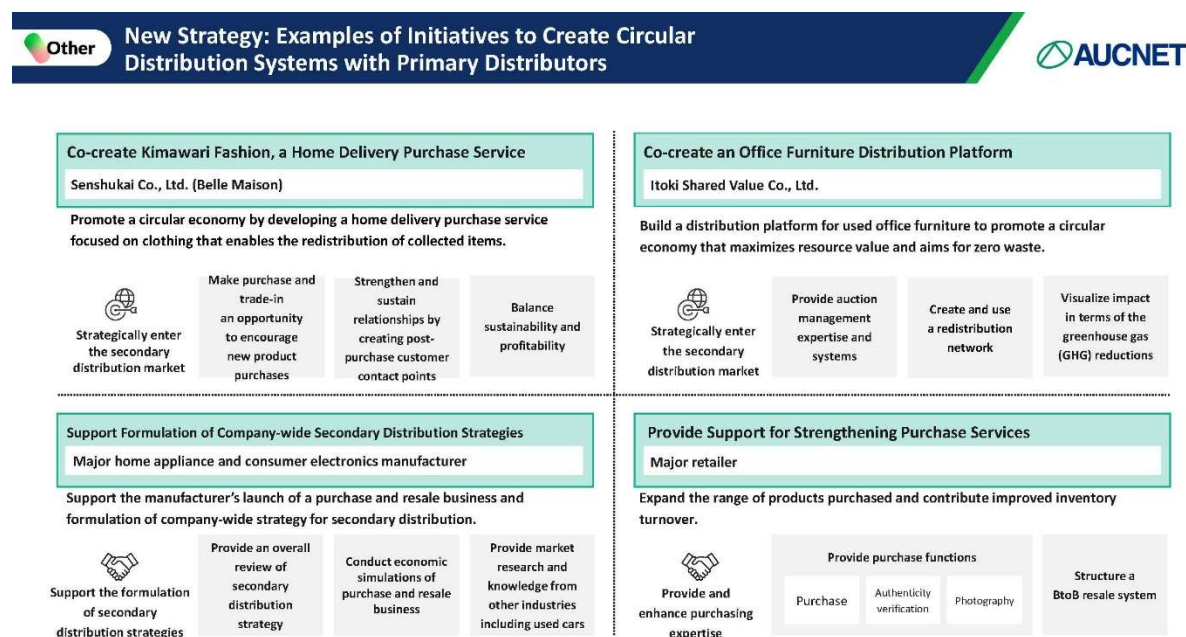 Other
New Strategy: Examples of Initiatives to Create Circular
Distribution Systems with Primary Distributors
AUCNET
Co-create Kimawari Fashion, a Home Delivery Purchase Service
Senshukai Co., Ltd. (Belle Maison)
Promote a circular economy by developing a home delivery purchase service
focused on clothing that enables the redistribution of collected items.
Strategically enter
the secondary
distribution market
Make purchase and
trade-in
an opportunity
to encourage
new product
purchases
Strengthen and
sustain
relationships by
creating post-
purchase customer
contact points
Balance
sustainability and
profitability
Co-create an Office Furniture Distribution Platform
Itoki Shared Value Co., Ltd.
Build a distribution platform for used office furniture to promote a circular
economy that maximizes resource value and aims for zero waste.
Strategically enter
the secondary
distribution market
Provide auction
management
expertise and
systems
Create and use
a redistribution
network
Visualize impact
in terms of the
greenhouse gas
(GHG) reductions
Support Formulation of Company-wide Secondary Distribution Strategies
Major home appliance and consumer electronics manufacturer
Support the manufacturer's launch of a purchase and resale business and
formulation of company-wide strategy for secondary distribution.
Support the formulation
of secondary
distribution strategies
Provide an overall
review of
secondary
distribution
strategy
Conduct economic
simulations of
purchase and resale
business
Provide market
research and
knowledge from
other industries
including used cars
Provide Support for Strengthening Purchase Services
Major retailer
Expand the range of products purchased and contribute improved inventory
turnover.
Provide and
enhance purchasing
expertise
Provide purchase functions
Purchase
Authenticity
verification
Photography
Structure a
BtoB resale system